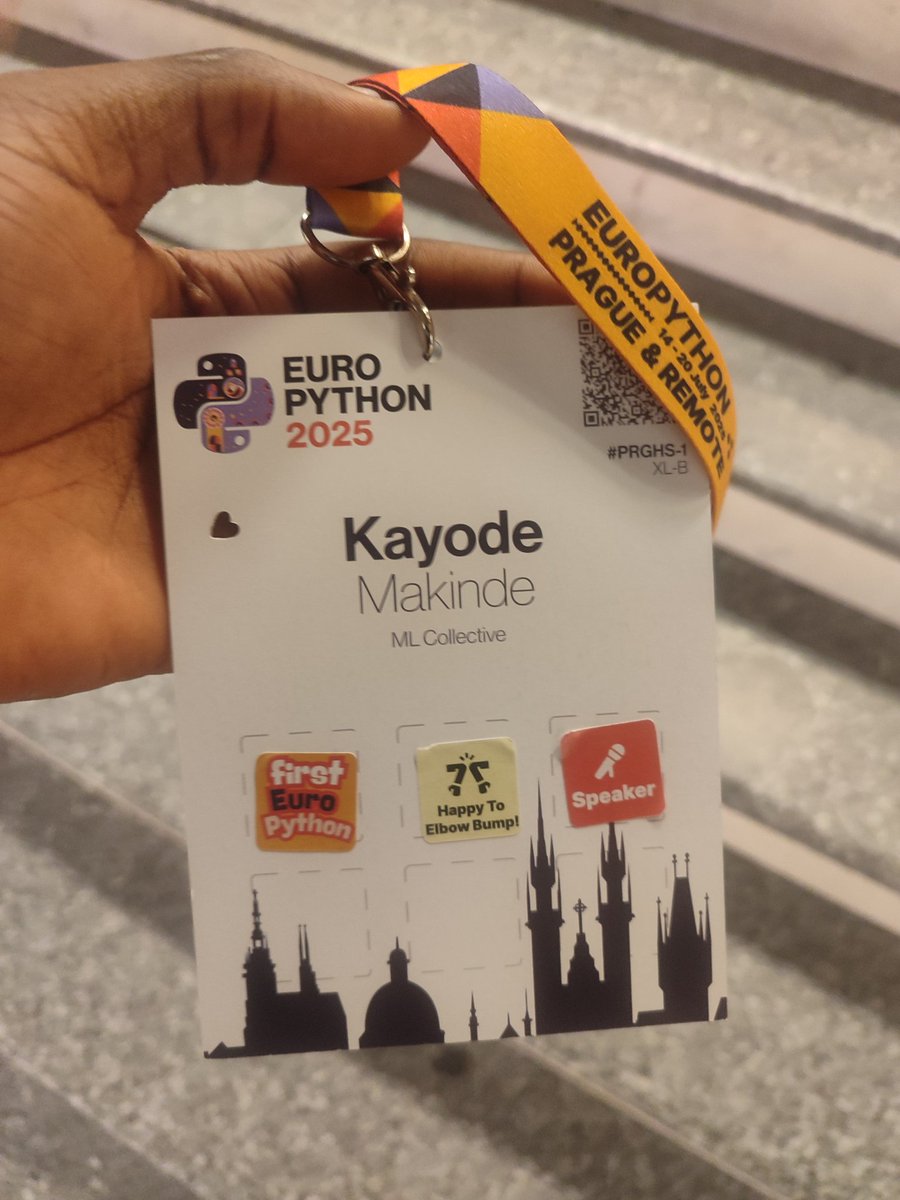 EUROPYTHON
14 - 20 July 2025
PRAGUE & REMOTE
EURO
PYTHON
2025
#PRGHS-1
XL-B
Kayode
Makinde
ML Collective
first
Euro
Python
Happy To
Elbow Bump!
Speaker